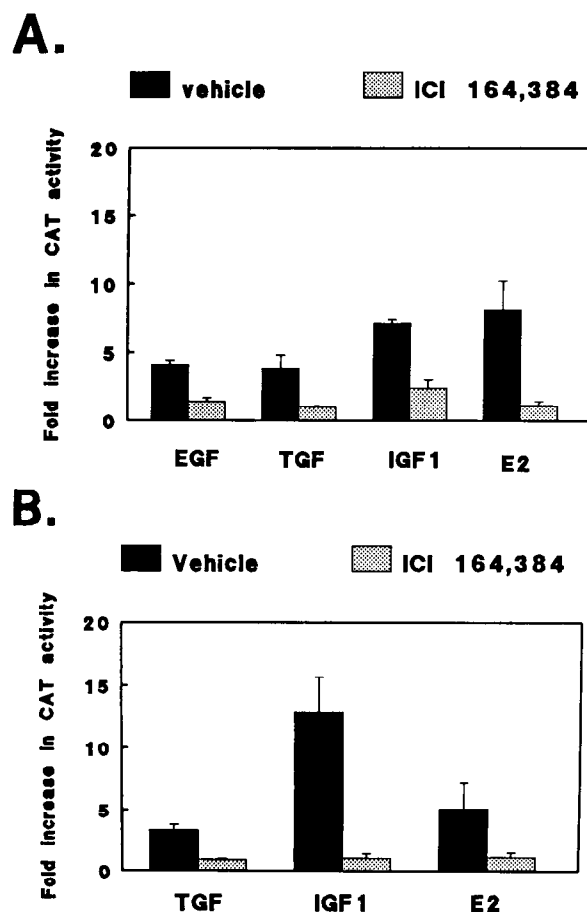 A.
vehicle ICI 164,384
Fold increase in CAT activity
20
15
10
5
0
EGF TGF IGF1 E2
B.
Vehicle ICI 164,384
Fold increase in CAT activity
20
15
10
5
0
TGF IGF1 E2